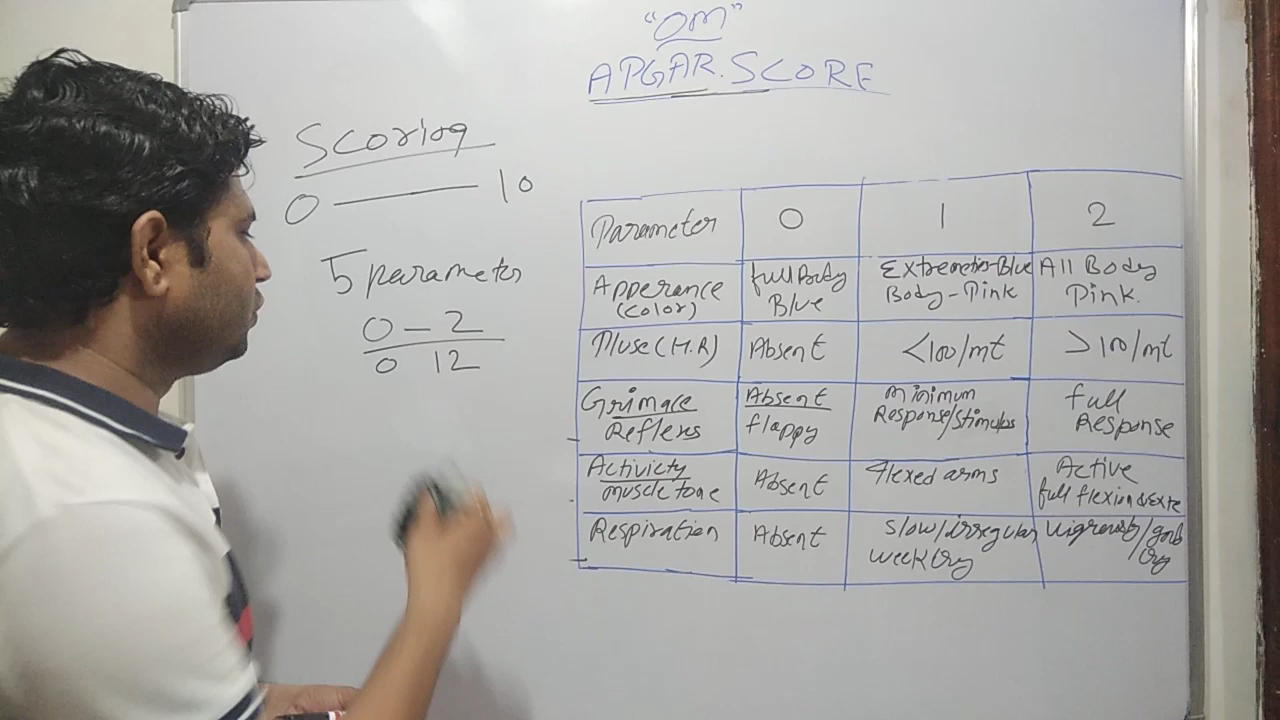 "OM"
APGAR. SCORE
Scoring
0 — 10
5 parameter
0 – 2
0 12
Parameter 0 1 2
Apperance (color) full Body Blue Extremeties-Blue Body-Pink All Body Pink.
Pluse (H.R) Absent <100/mt >100/mt
Grimace Reflexes Absent flappy minimum Response/stimulus full Response
Activicty muscle tone Absent flexed arms Active full flexion & Exte
Respiration Absent slow/irregular week Cry Cry